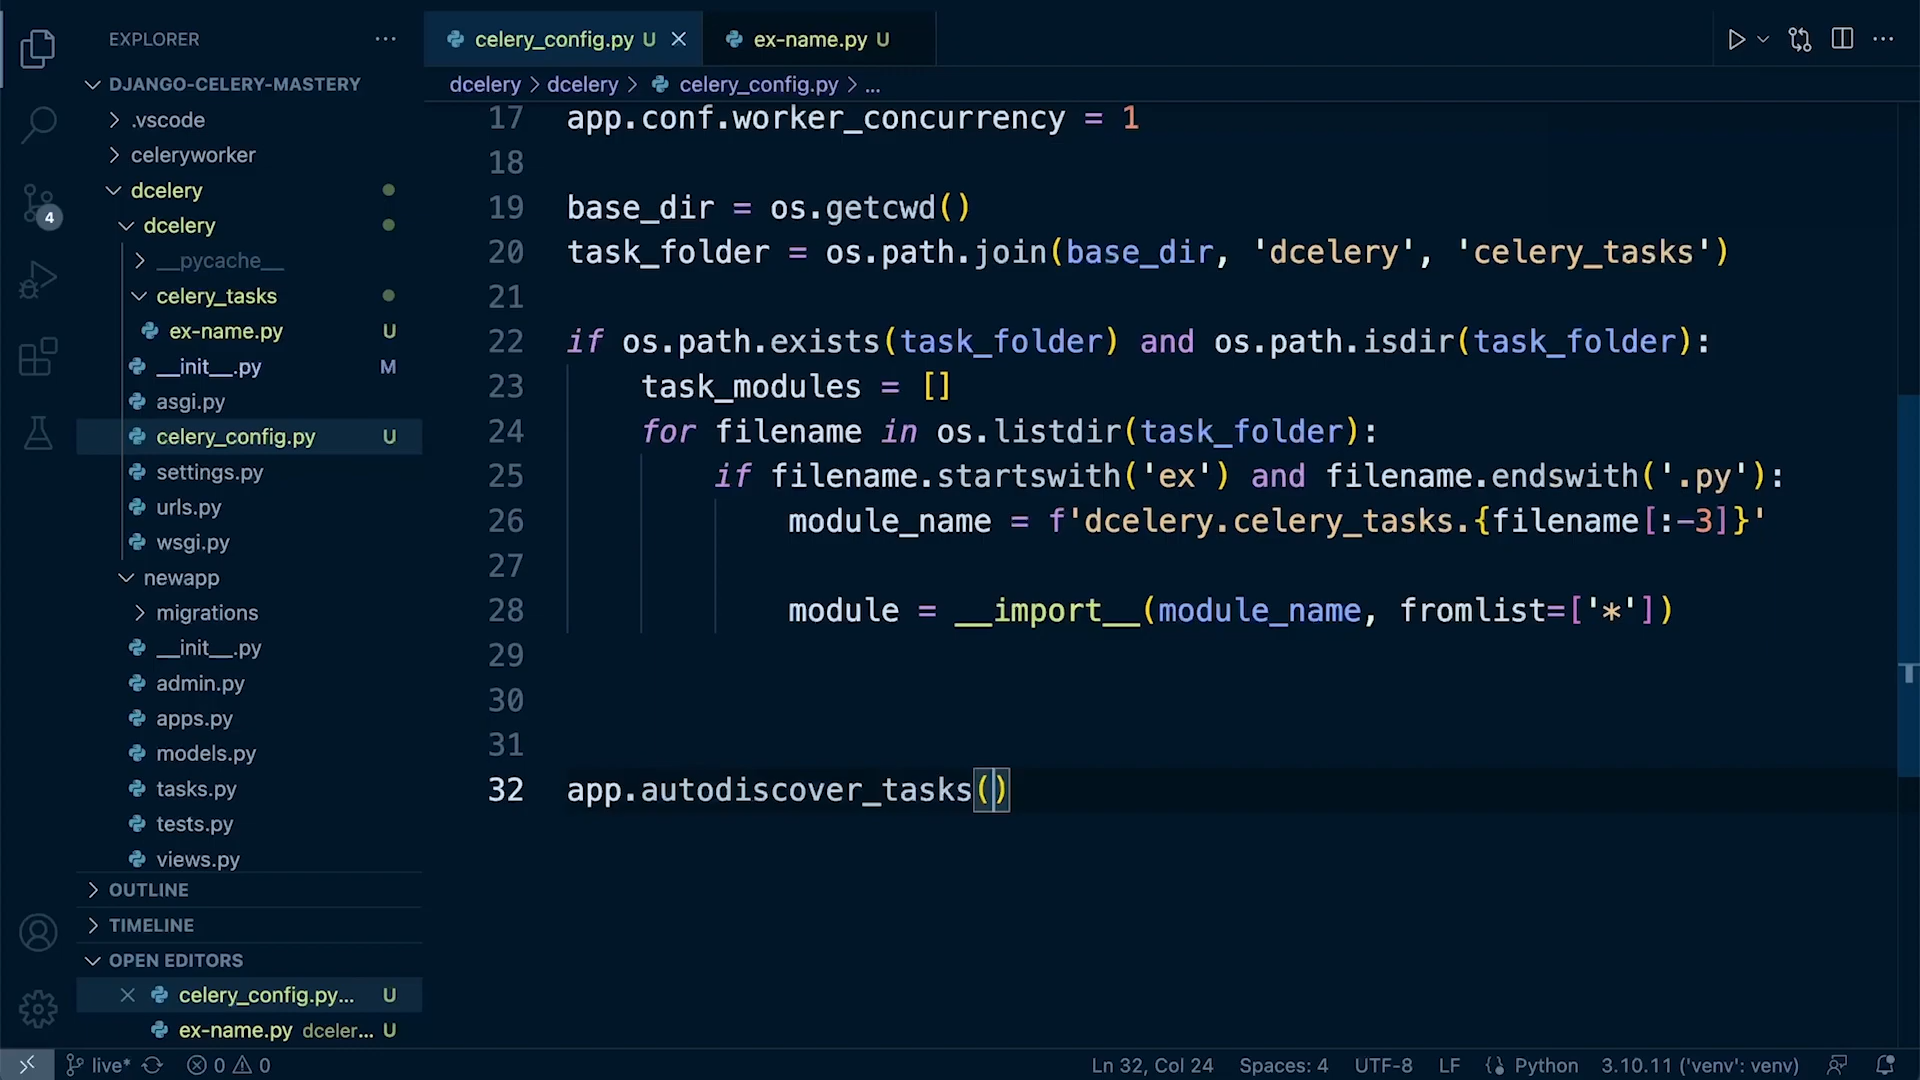 EXPLORER
DJANGO-CELERY-MASTERY
.vscode
celeryworker
dcelery
dcelery
__pycache__
celery_tasks
ex-name.py U
__init__.py M
asgi.py
celery_config.py U
settings.py
urls.py
wsgi.py
newapp
migrations
__init__.py
admin.py
apps.py
models.py
tasks.py
tests.py
views.py
OUTLINE
TIMELINE
OPEN EDITORS
celery_config.py... U
ex-name.py dceler... U
4
celery_config.py U
ex-name.py U
dcelery > dcelery > celery_config.py > ...
17 app.conf.worker_concurrency = 1
18
19 base_dir = os.getcwd()
20 task_folder = os.path.join(base_dir, 'dcelery', 'celery_tasks')
21
22 if os.path.exists(task_folder) and os.path.isdir(task_folder):
23 task_modules = []
24 for filename in os.listdir(task_folder):
25 if filename.startswith('ex') and filename.endswith('.py'):
26 module_name = f'dcelery.celery_tasks.{filename[:-3]}'
27
28 module = __import__(module_name, fromlist=['*'])
29
30
31
32 app.autodiscover_tasks()
live* 0 0 Ln 32, Col 24 Spaces: 4 UTF-8 LF Python 3.10.11 ('venv': venv)